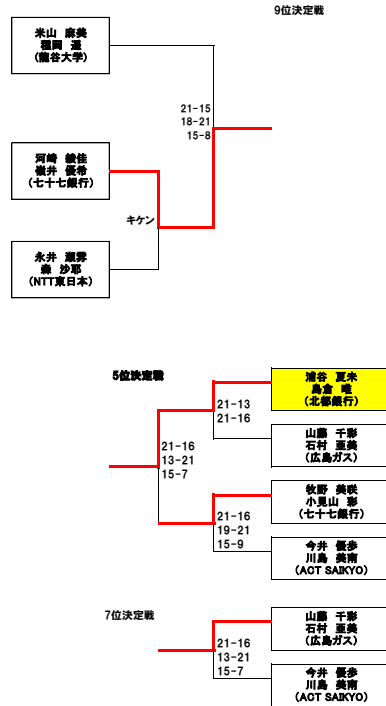 9位決定戦
米山 麻美
種岡 遥
(龍谷大学)
21-15
18-21
15-8
河崎 綾佳
嶺井 優希
(七十七銀行)
キケン
永井 瀬雰
森 沙耶
(NTT東日本)
5位決定戦
浦谷 夏未
鳥倉 唯
(北都銀行)
21-13
21-16
山藤 千彩
石村 亜美
(広島ガス)
21-16
13-21
15-7
牧野 美咲
小見山 彩
(七十七銀行)
21-16
19-21
15-9
今井 優歩
川島 美南
(ACT SAIKYO)
7位決定戦
山藤 千彩
石村 亜美
(広島ガス)
21-16
13-21
15-7
今井 優歩
川島 美南
(ACT SAIKYO)